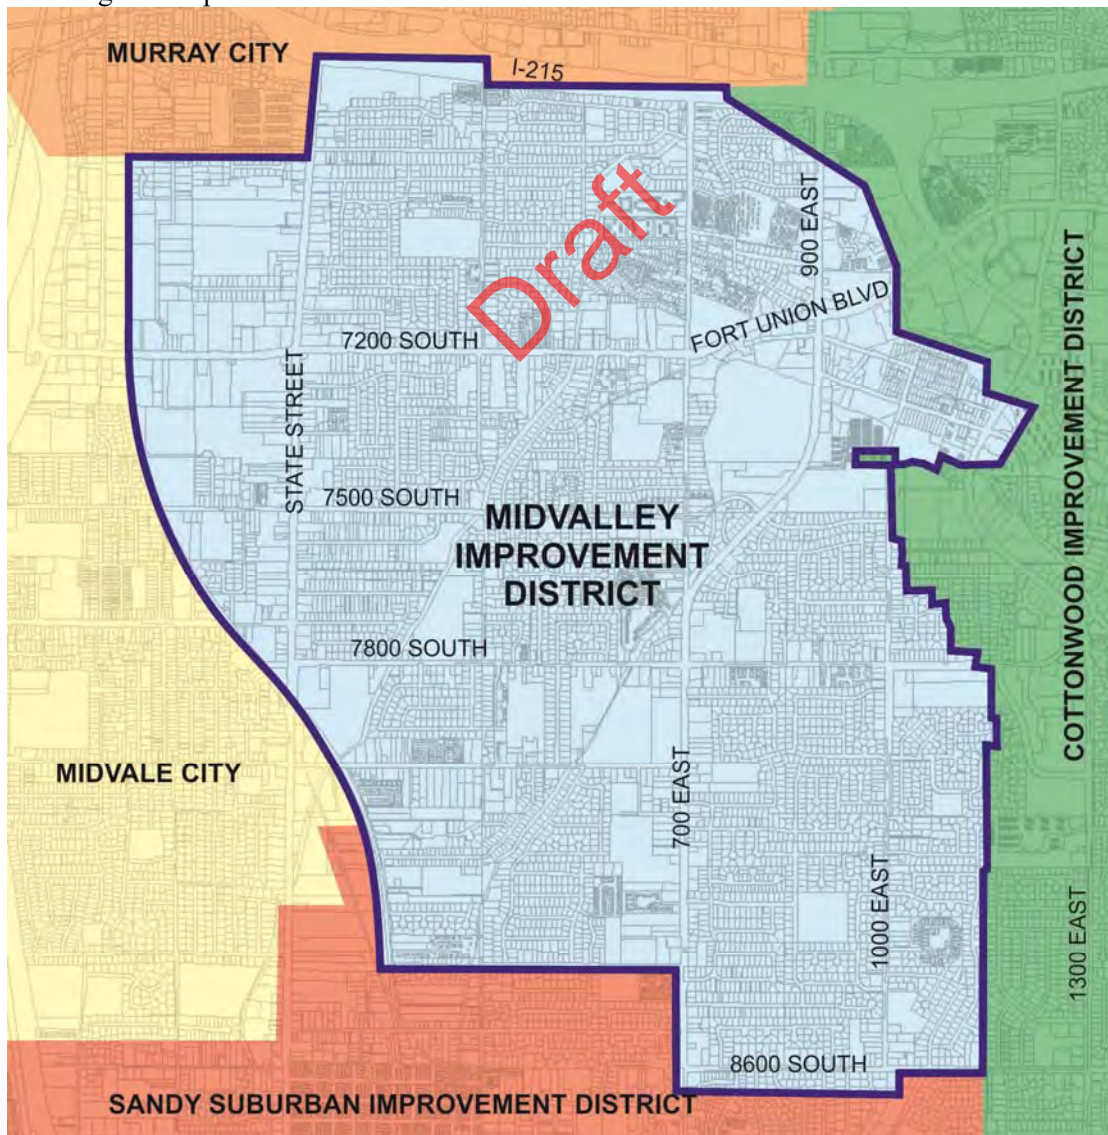 MURRAY CITY
I-215
Draft
900 EAST
FORT UNION BLVD
7200 SOUTH
STATE STREET
7500 SOUTH
MIDVALLEY
IMPROVEMENT
DISTRICT
COTTONWOOD IMPROVEMENT DISTRICT
7800 SOUTH
MIDVALE CITY
700 EAST
1000 EAST
1300 EAST
8600 SOUTH
SANDY SUBURBAN IMPROVEMENT DISTRICT